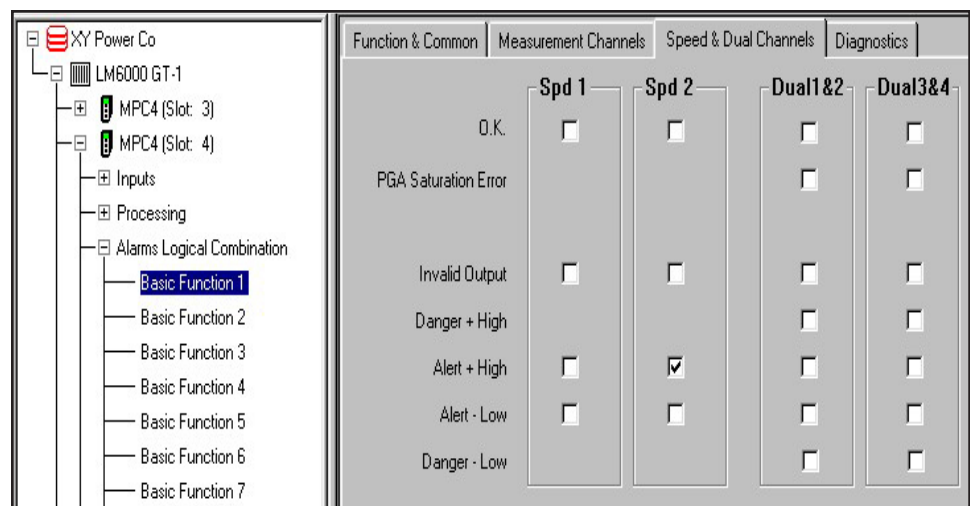 XY Power Co
LM6000 GT-1
MPC4 (Slot: 3)
MPC4 (Slot: 4)
Inputs
Processing
Alarms Logical Combination
Basic Function 1
Basic Function 2
Basic Function 3
Basic Function 4
Basic Function 5
Basic Function 6
Basic Function 7
Function & Common Measurement Channels Speed & Dual Channels Diagnostics
Spd 1 Spd 2 Dual1&2 Dual3&4
O.K.
PGA Saturation Error
Invalid Output
Danger + High
Alert + High
Alert - Low
Danger - Low